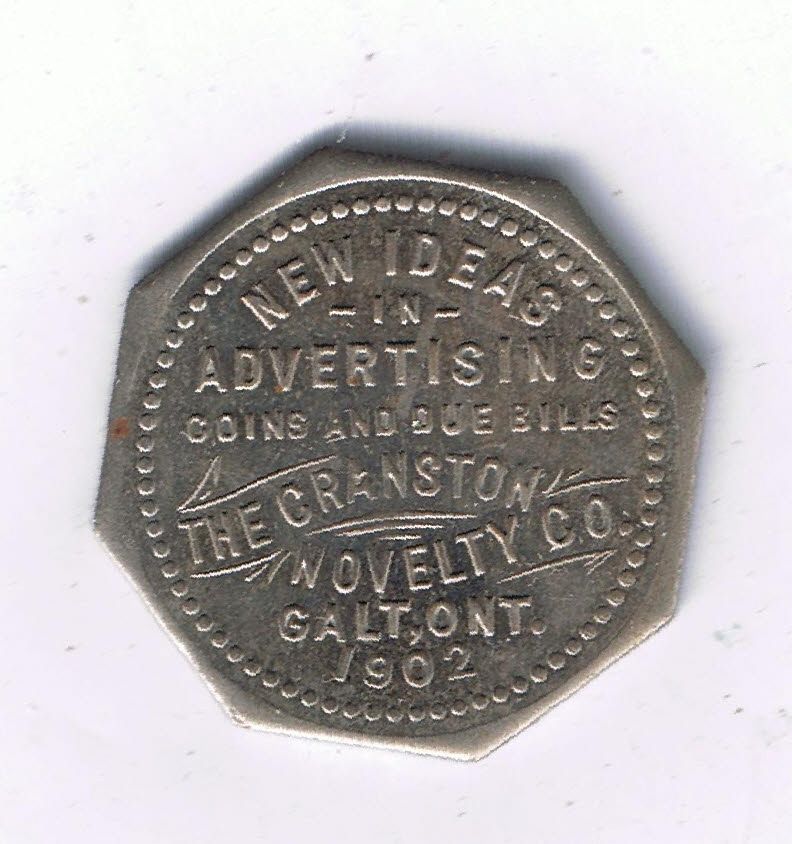 NEW IDEAS
- IN -
ADVERTISING
COINS AND DUE BILLS
THE CRANSTON
NOVELTY CO.
GALT, ONT.
1902